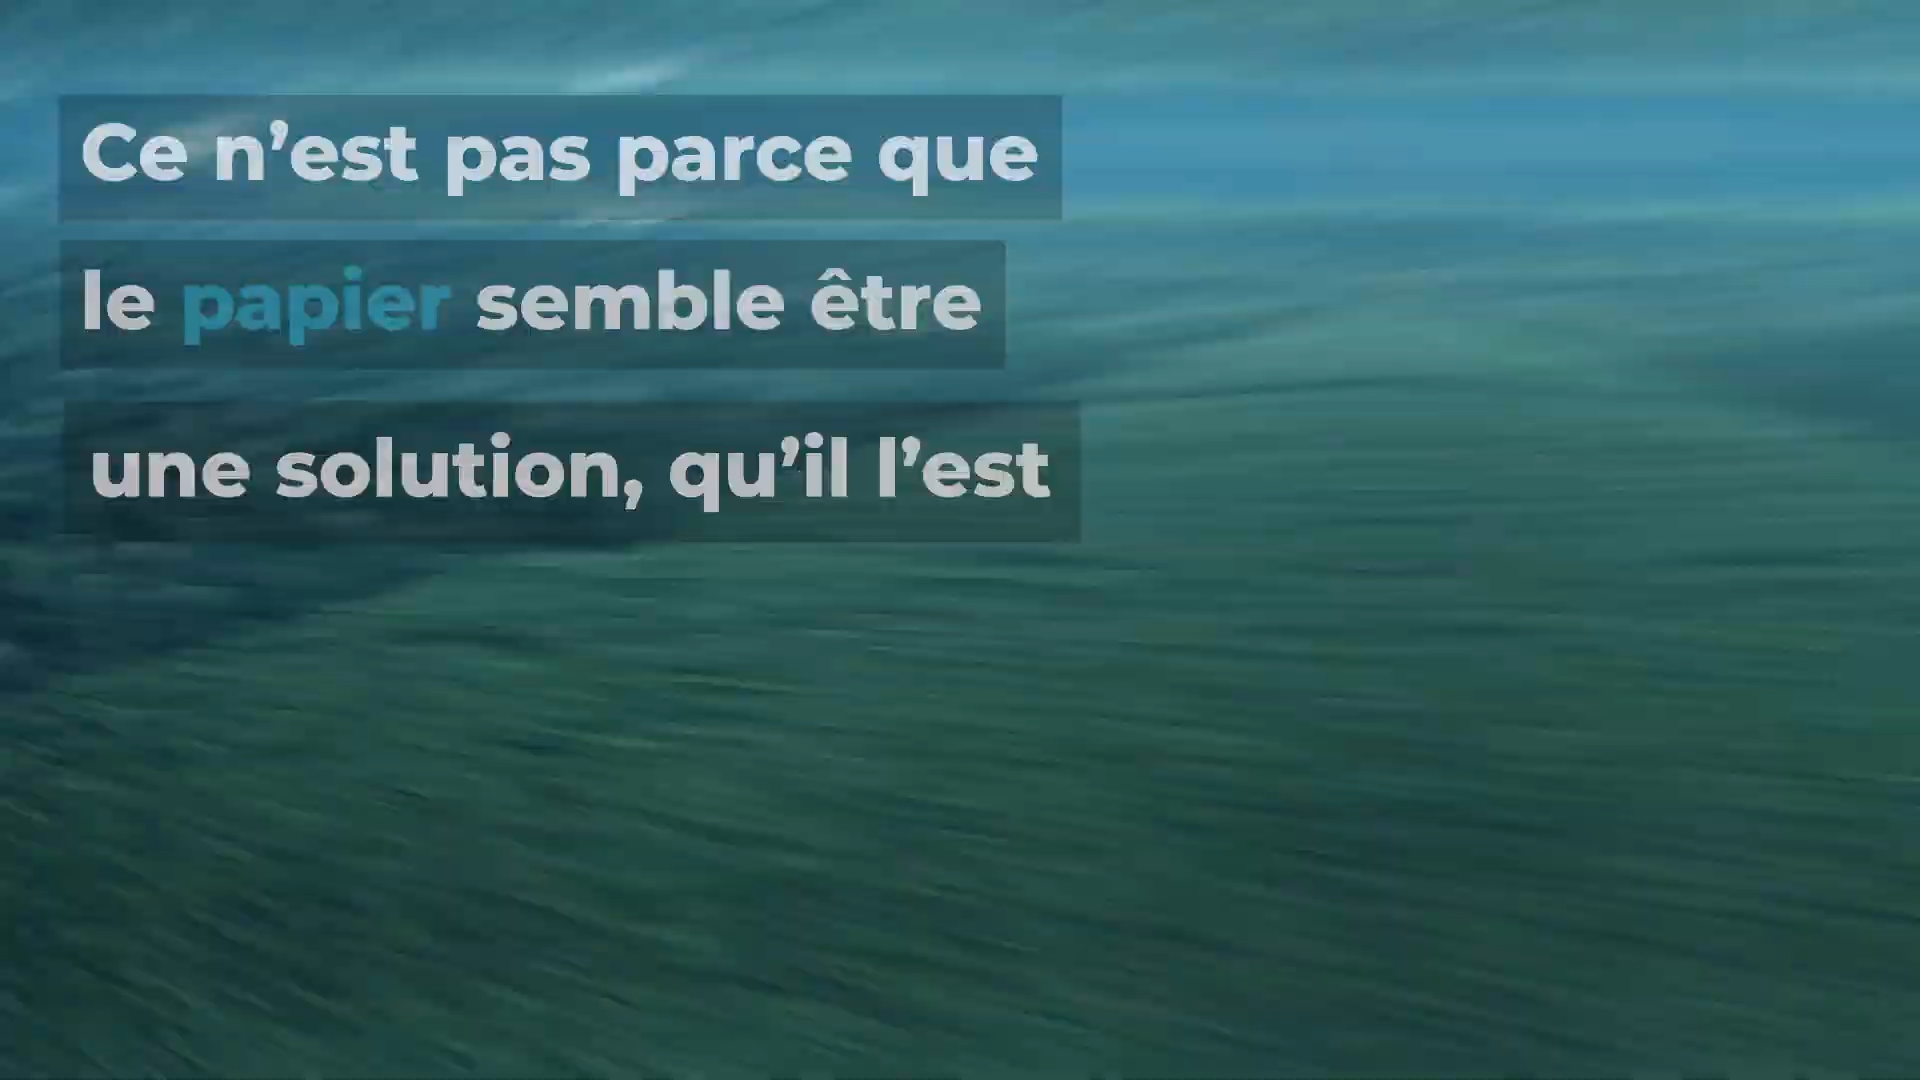 Ce n’est pas parce que
le papier semble être
une solution, qu’il l’est